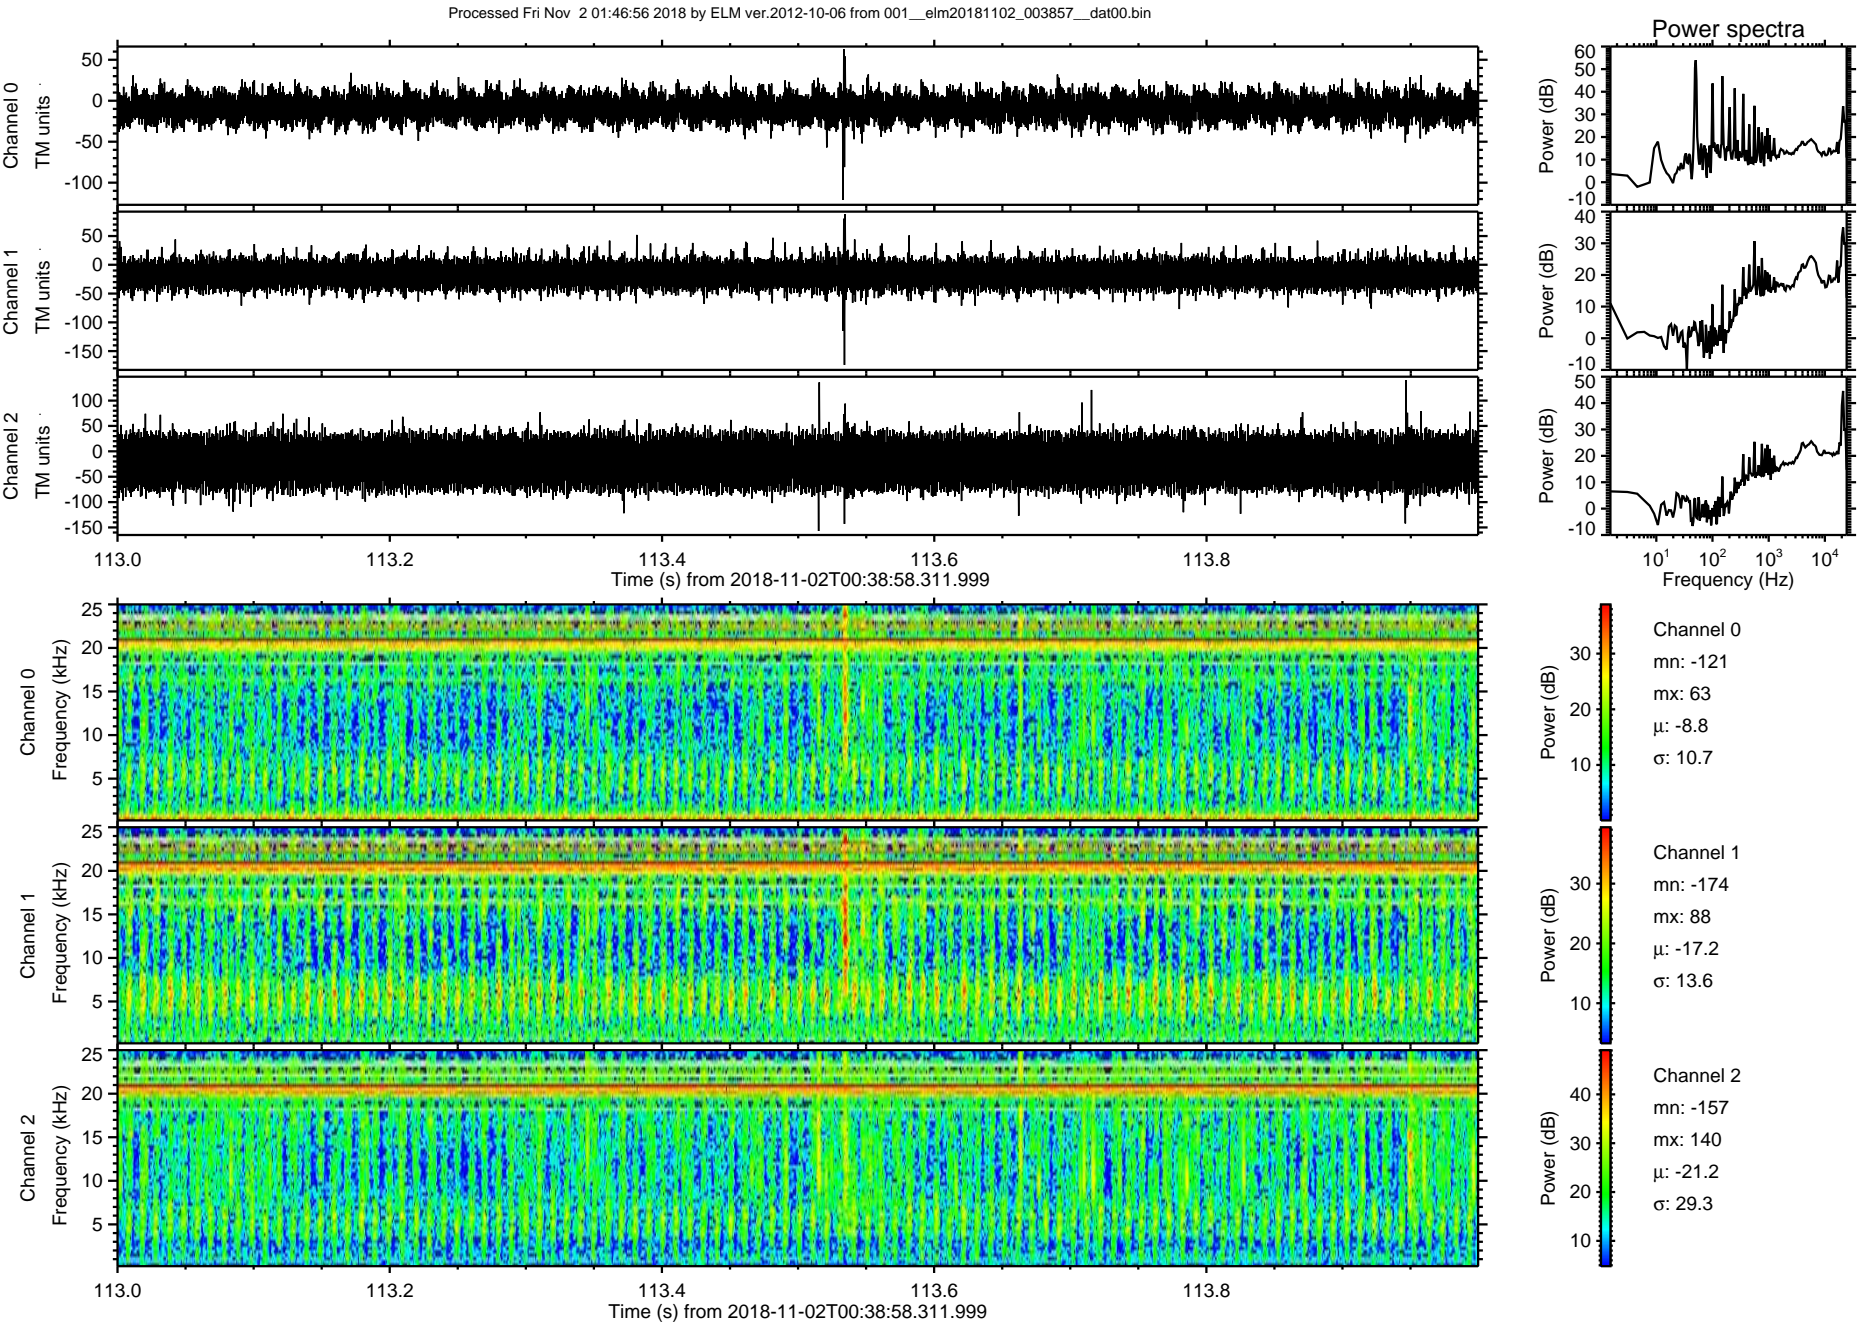 Processed Fri Nov  2 01:46:56 2018 by ELM ver.2012-10-06 from 001__elm20181102_003857__dat00.bin
Power spectra
Channel 0
TM units
50
0
-50
-100
Power (dB)
60
50
40
30
20
10
0
-10
Channel 1
TM units
50
0
-50
-100
-150
Power (dB)
40
30
20
10
0
-10
Channel 2
TM units
100
50
0
-50
-100
-150
Power (dB)
50
40
30
20
10
0
-10
113.0 113.2 113.4 113.6 113.8
Time (s) from 2018-11-02T00:38:58.311.999
10^1 10^2 10^3 10^4
Frequency (Hz)
Channel 0
Frequency (kHz)
25
20
15
10
5
Power (dB)
30
20
10
Channel 0
mn: -121
mx: 63
μ: -8.8
σ: 10.7
Channel 1
Frequency (kHz)
25
20
15
10
5
Power (dB)
30
20
10
Channel 1
mn: -174
mx: 88
μ: -17.2
σ: 13.6
Channel 2
Frequency (kHz)
25
20
15
10
5
Power (dB)
40
30
20
10
Channel 2
mn: -157
mx: 140
μ: -21.2
σ: 29.3
113.0 113.2 113.4 113.6 113.8
Time (s) from 2018-11-02T00:38:58.311.999